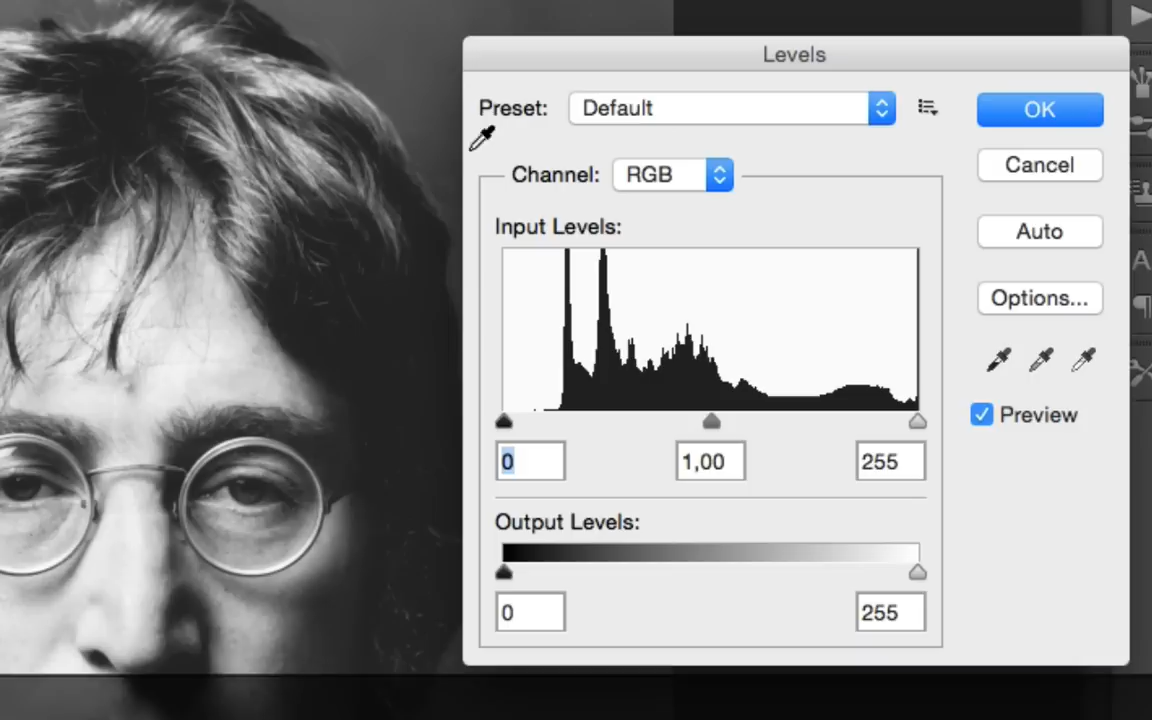 Levels
Preset: Default
OK
Channel: RGB
Cancel
Input Levels:
Auto
Options...
Preview
0 1,00 255
Output Levels:
0 255